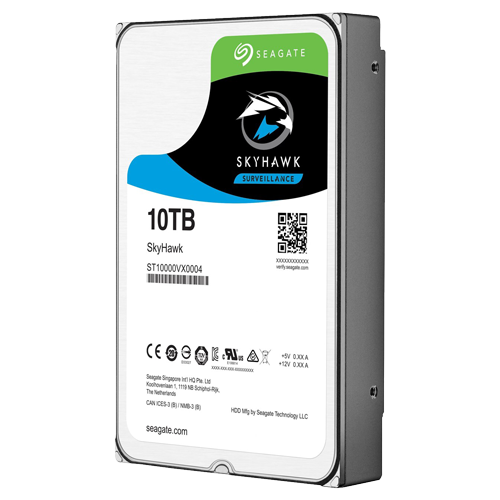 SEAGATE
SKYHAWK
SURVEILLANCE
10TB
SkyHawk
ST10000VX0004
XXXXXXXXXXX
verify.seagate.com
+5V 0.XX A
+12V 0.XX A
Seagate Singapore Int'l HQ Pte. Ltd
Koolhovenlaan 1, 1119 NB Schiphol-Rijk.
The Netherlands
CAN ICES-3 (B) / NMB-3 (B)
HDD Mfg by Seagate Technology LLC
seagate.com